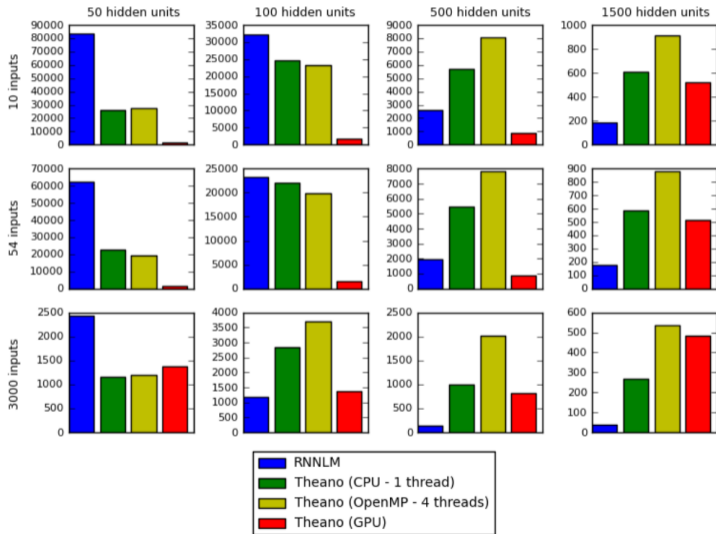 50 hidden units 100 hidden units 500 hidden units 1500 hidden units
10 inputs
90000 80000 70000 60000 50000 40000 30000 20000 10000 0
35000 30000 25000 20000 15000 10000 5000 0
9000 8000 7000 6000 5000 4000 3000 2000 1000 0
1000 800 600 400 200 0
54 inputs
70000 60000 50000 40000 30000 20000 10000 0
25000 20000 15000 10000 5000 0
8000 7000 6000 5000 4000 3000 2000 1000 0
900 800 700 600 500 400 300 200 100 0
3000 inputs
2500 2000 1500 1000 500 0
4000 3500 3000 2500 2000 1500 1000 500 0
2500 2000 1500 1000 500 0
600 500 400 300 200 100 0
RNNLM
Theano (CPU - 1 thread)
Theano (OpenMP - 4 threads)
Theano (GPU)